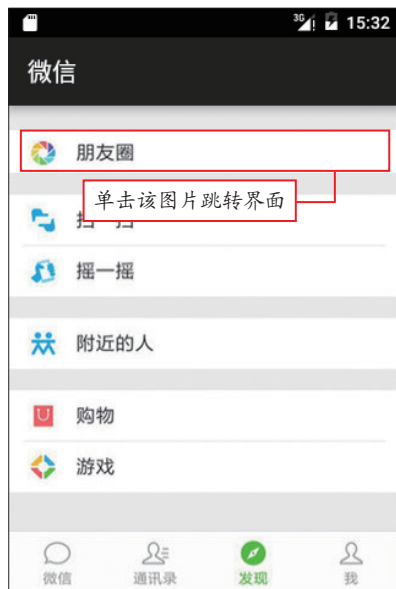 3G 15:32
微信
朋友圈
单击该图片跳转界面
扫一扫
摇一摇
附近的人
购物
游戏
微信 通讯录 发现 我